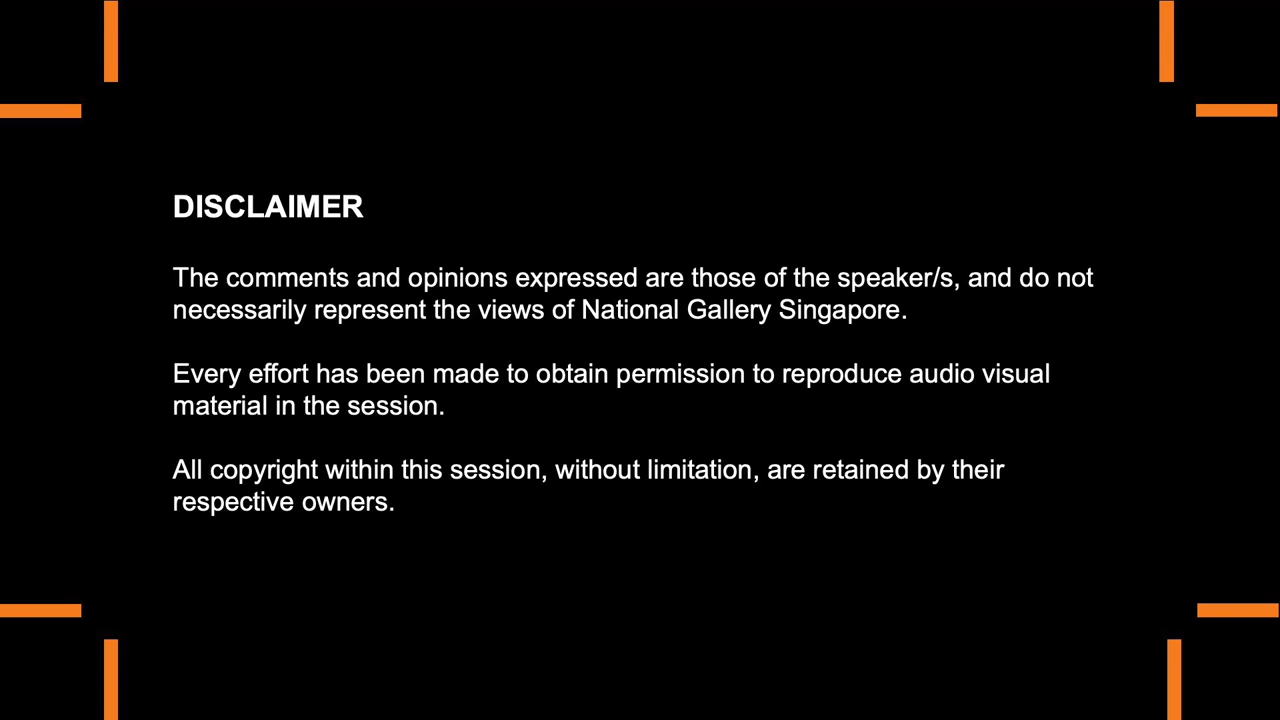 DISCLAIMER
The comments and opinions expressed are those of the speaker/s, and do not
necessarily represent the views of National Gallery Singapore.
Every effort has been made to obtain permission to reproduce audio visual
material in the session.
All copyright within this session, without limitation, are retained by their
respective owners.